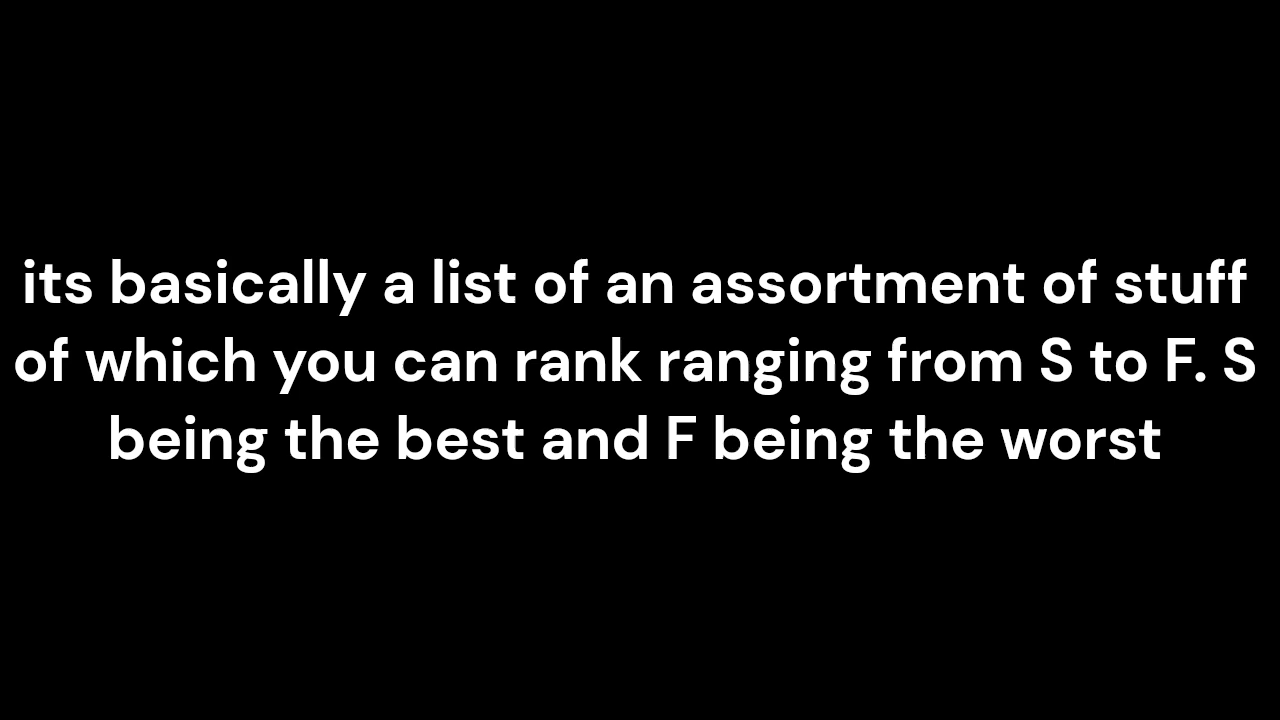 its basically a list of an assortment of stuff
of which you can rank ranging from S to F. S
being the best and F being the worst